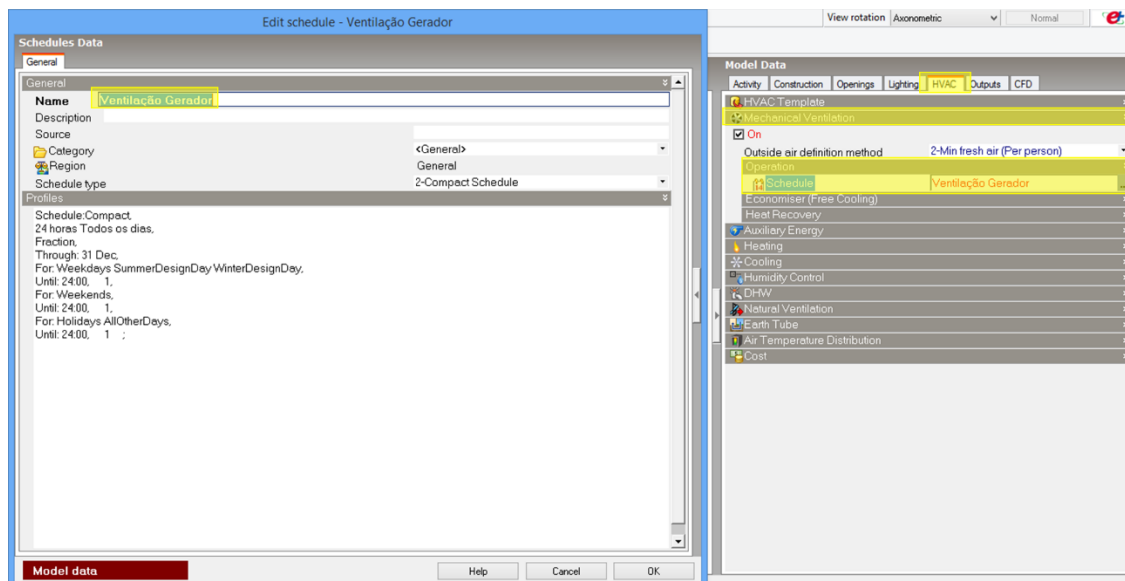 Edit schedule - Ventilação Gerador
Schedules Data
General
General
Name Ventilação Gerador
Description
Source
Category <General>
Region General
Schedule type 2-Compact Schedule
Profiles
Schedule:Compact,
24 horas Todos os dias,
Fraction,
Through: 31 Dec,
For: Weekdays SummerDesignDay WinterDesignDay,
Until: 24:00, 1,
For: Weekends,
Until: 24:00, 1,
For: Holidays AllOtherDays,
Until: 24:00, 1 ;
Model data
Help Cancel OK
View rotation Axonometric Normal
Model Data
Activity Construction Openings Lighting HVAC Outputs CFD
HVAC Template
Mechanical Ventilation
On
Outside air definition method 2-Min fresh air (Per person)
Operation
Schedule Ventilação Gerador ...
Economiser (Free Cooling)
Heat Recovery
Auxiliary Energy
Heating
Cooling
Humidity Control
DHW
Natural Ventilation
Earth Tube
Air Temperature Distribution
Cost